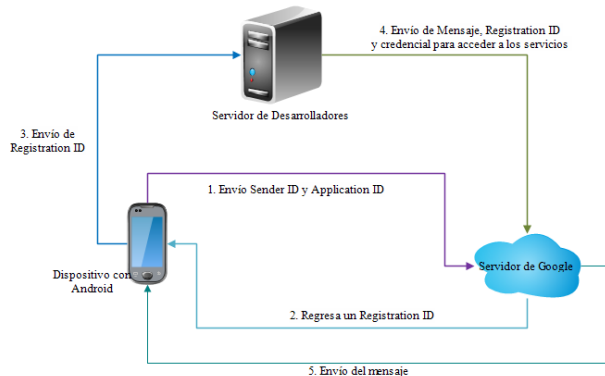 4. Envío de Mensaje, Registration ID
y credencial para acceder a los servicios
Servidor de Desarrolladores
3. Envío de
Registration ID
1. Envío Sender ID y Application ID
Dispositivo con
Android
Servidor de Google
2. Regresa un Registration ID
5. Envío del mensaje